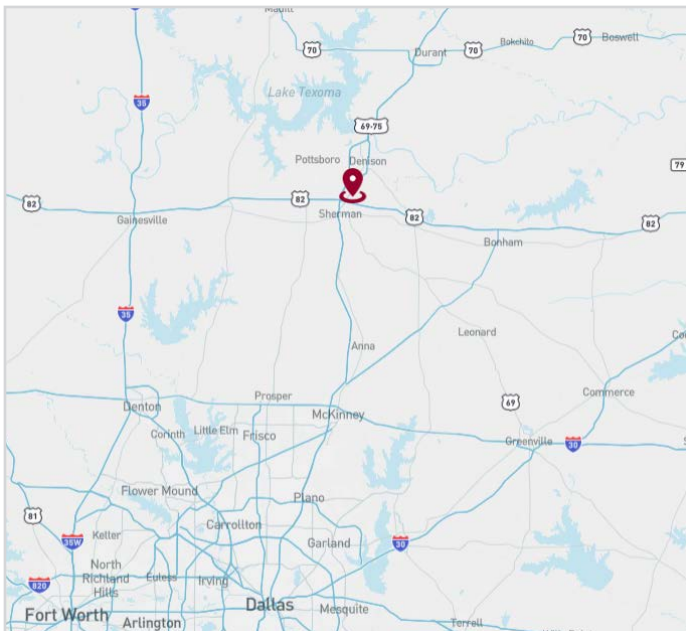 Madill
70
Bokchito
70
Boswell
Durant
70
Lake Texoma
35
69-75
Pottsboro
Denison
79
82
82
Sherman
82
82
Gainesville
Bonham
35
Anna
Leonard
Prosper
Commerce
Denton
McKinney
69
Corinth
Little Elm
Frisco
Greenville
30
Flower Mound
Plano
81
Carrollton
Keller
35W
Garland
30
North
Richland
Hills
Euless
Irving
820
Fort Worth
Dallas
Mesquite
Arlington
Terrell